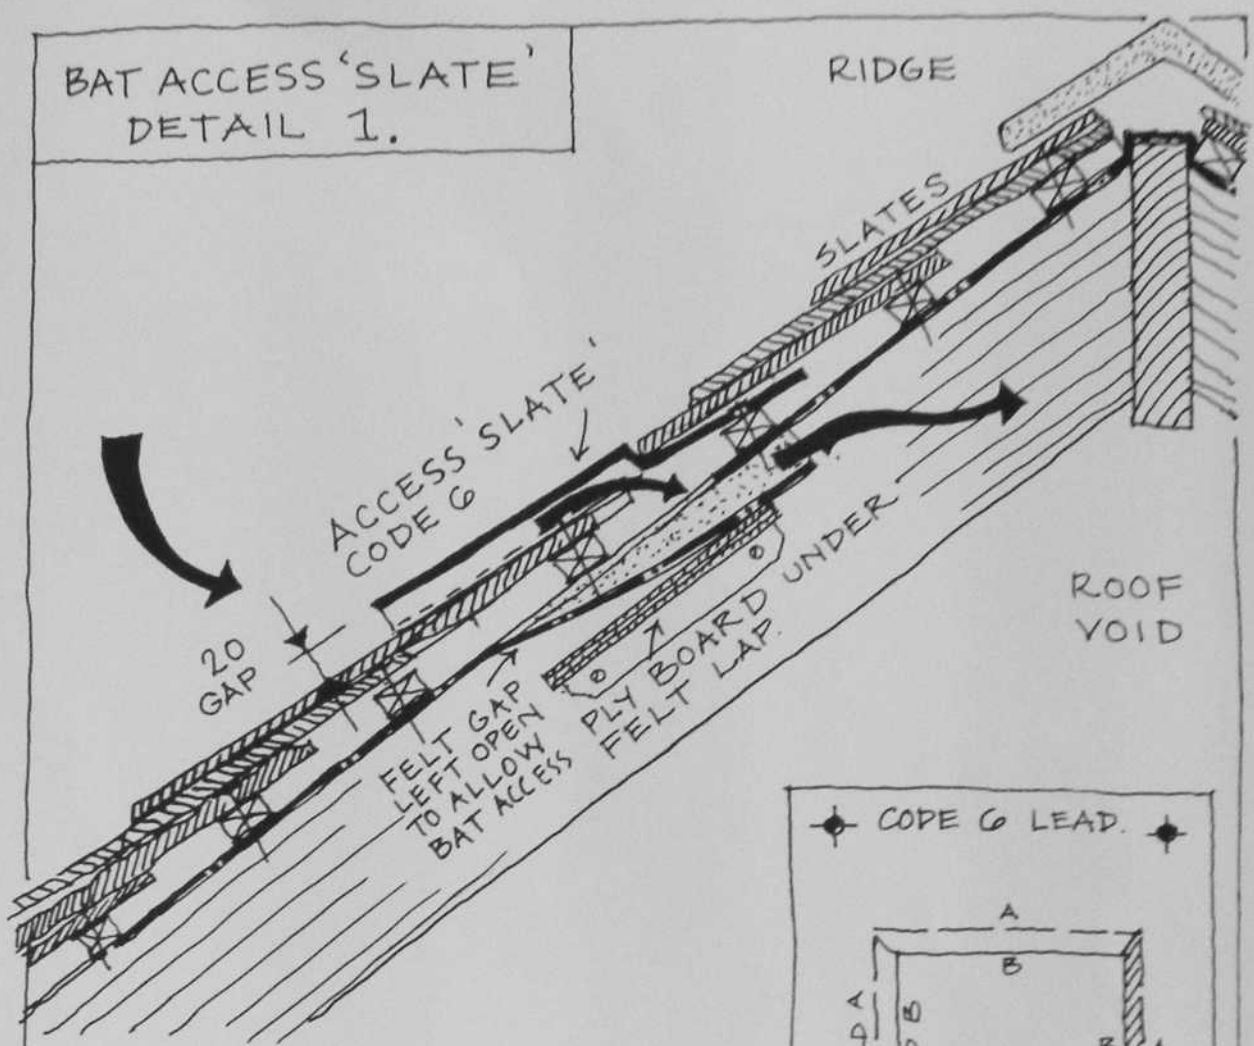 BAT ACCESS 'SLATE'
DETAIL 1.
RIDGE
SLATES
ACCESS 'SLATE'
CODE 6
20
GAP
FELT GAP
LEFT OPEN
TO ALLOW
BAT ACCESS
PLY BOARD UNDER
FELT LAP.
ROOF
VOID
CODE 6 LEAD.
A
B
A
B
B